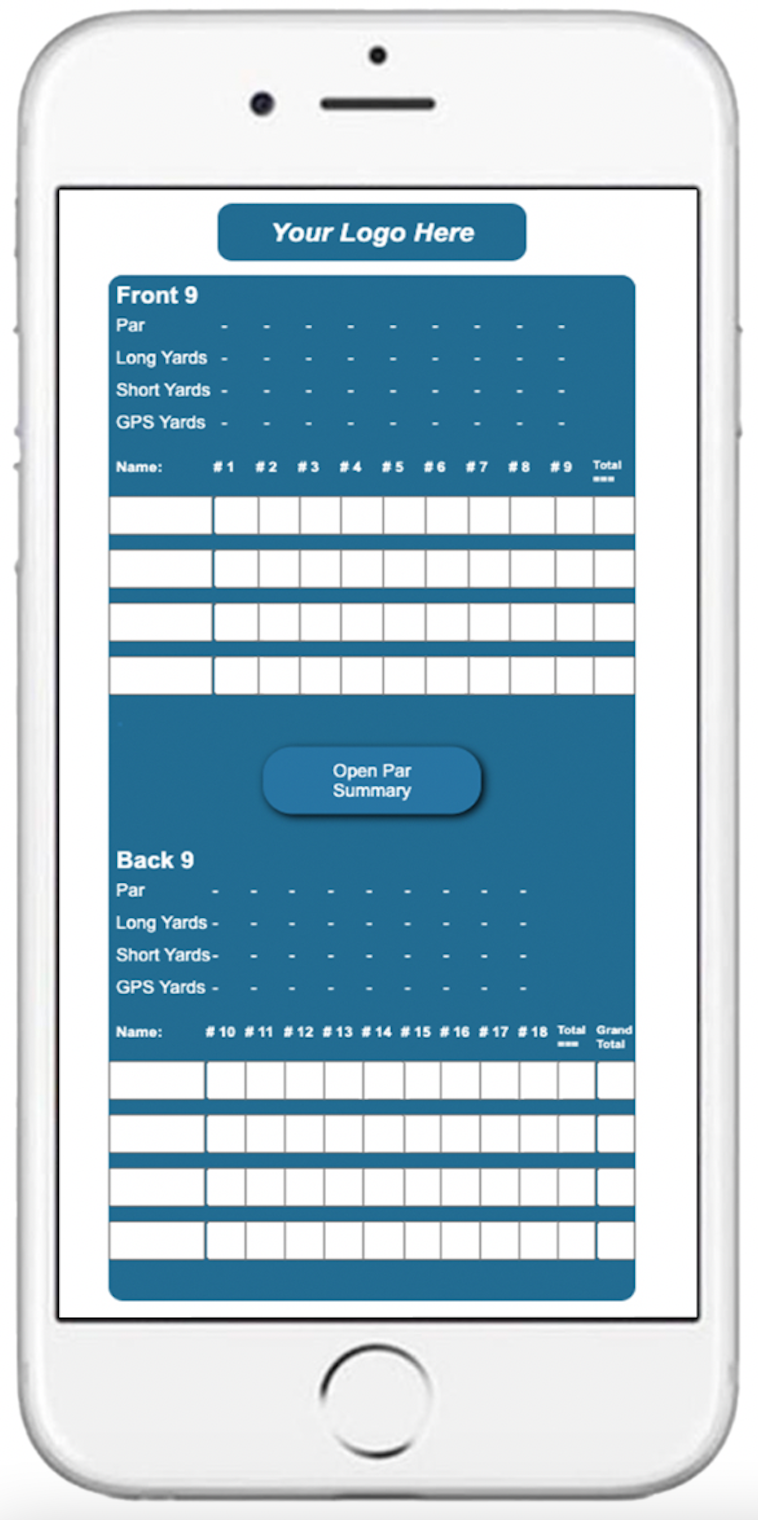 Your Logo Here
Front 9
Par - - - - - - - - -
Long Yards - - - - - - - - -
Short Yards - - - - - - - - -
GPS Yards - - - - - - - - -
Name: # 1 # 2 # 3 # 4 # 5 # 6 # 7 # 8 # 9 Total
===
Open Par
Summary
Back 9
Par - - - - - - - - -
Long Yards - - - - - - - - -
Short Yards - - - - - - - - -
GPS Yards - - - - - - - - -
Name: # 10 # 11 # 12 # 13 # 14 # 15 # 16 # 17 # 18 Total Grand
=== Total